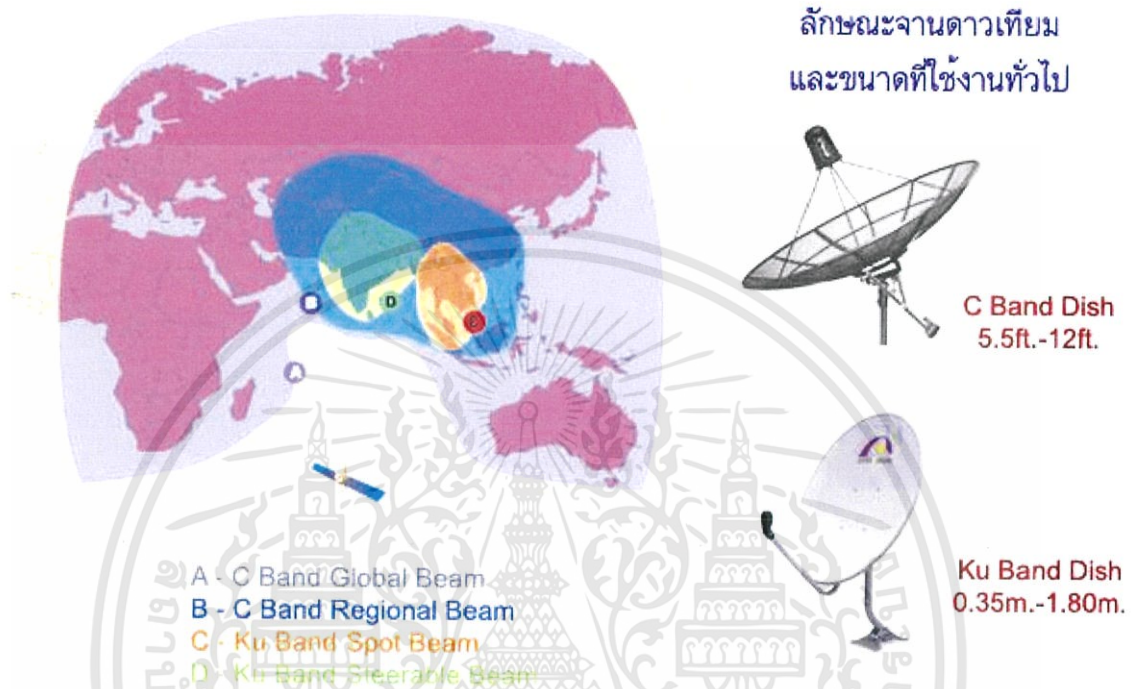 ลักษณะจานดาวเทียม
และขนาดที่ใช้งานทั่วไป
D
A
C Band Dish
5.5ft.-12ft.
Ku Band Dish
0.35m.-1.80m.
A - C Band Global Beam
B - C Band Regional Beam
C - Ku Band Spot Beam
D - Ku Band Steerable Beam